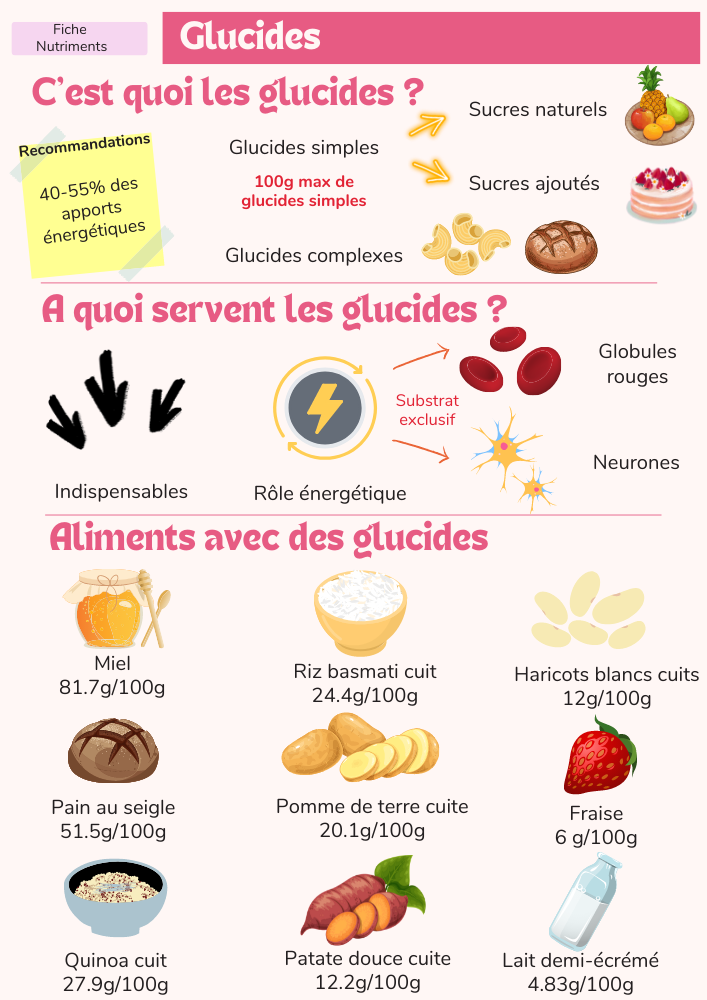 Fiche
Nutriments
Glucides
C'est quoi les glucides ?
Recommandations
40-55% des
apports
énergétiques
Glucides simples
100g max de
glucides simples
Sucres naturels
Sucres ajoutés
Glucides complexes
A quoi servent les glucides ?
Indispensables
Rôle énergétique
Substrat
exclusif
Globules
rouges
Neurones
Aliments avec des glucides
Miel
81.7g/100g
Riz basmati cuit
24.4g/100g
Haricots blancs cuits
12g/100g
Pain au seigle
51.5g/100g
Pomme de terre cuite
20.1g/100g
Fraise
6 g/100g
Quinoa cuit
27.9g/100g
Patate douce cuite
12.2g/100g
Lait demi-écrémé
4.83g/100g